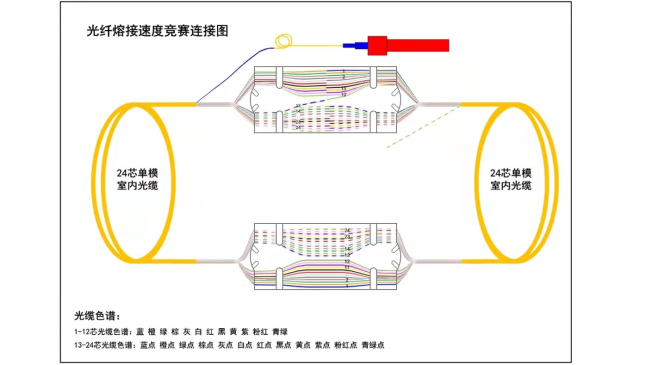 光纤熔接速度竞赛连接图
24芯单模
室内光缆
24芯单模
室内光缆
光缆色谱：
1-12芯光缆色谱：蓝 橙 绿 棕 灰 白 红 黑 黄 紫 粉红 青绿
13-24芯光缆色谱：蓝点 橙点 绿点 棕点 灰点 白点 红点 黑点 黄点 紫点 粉红点 青绿点